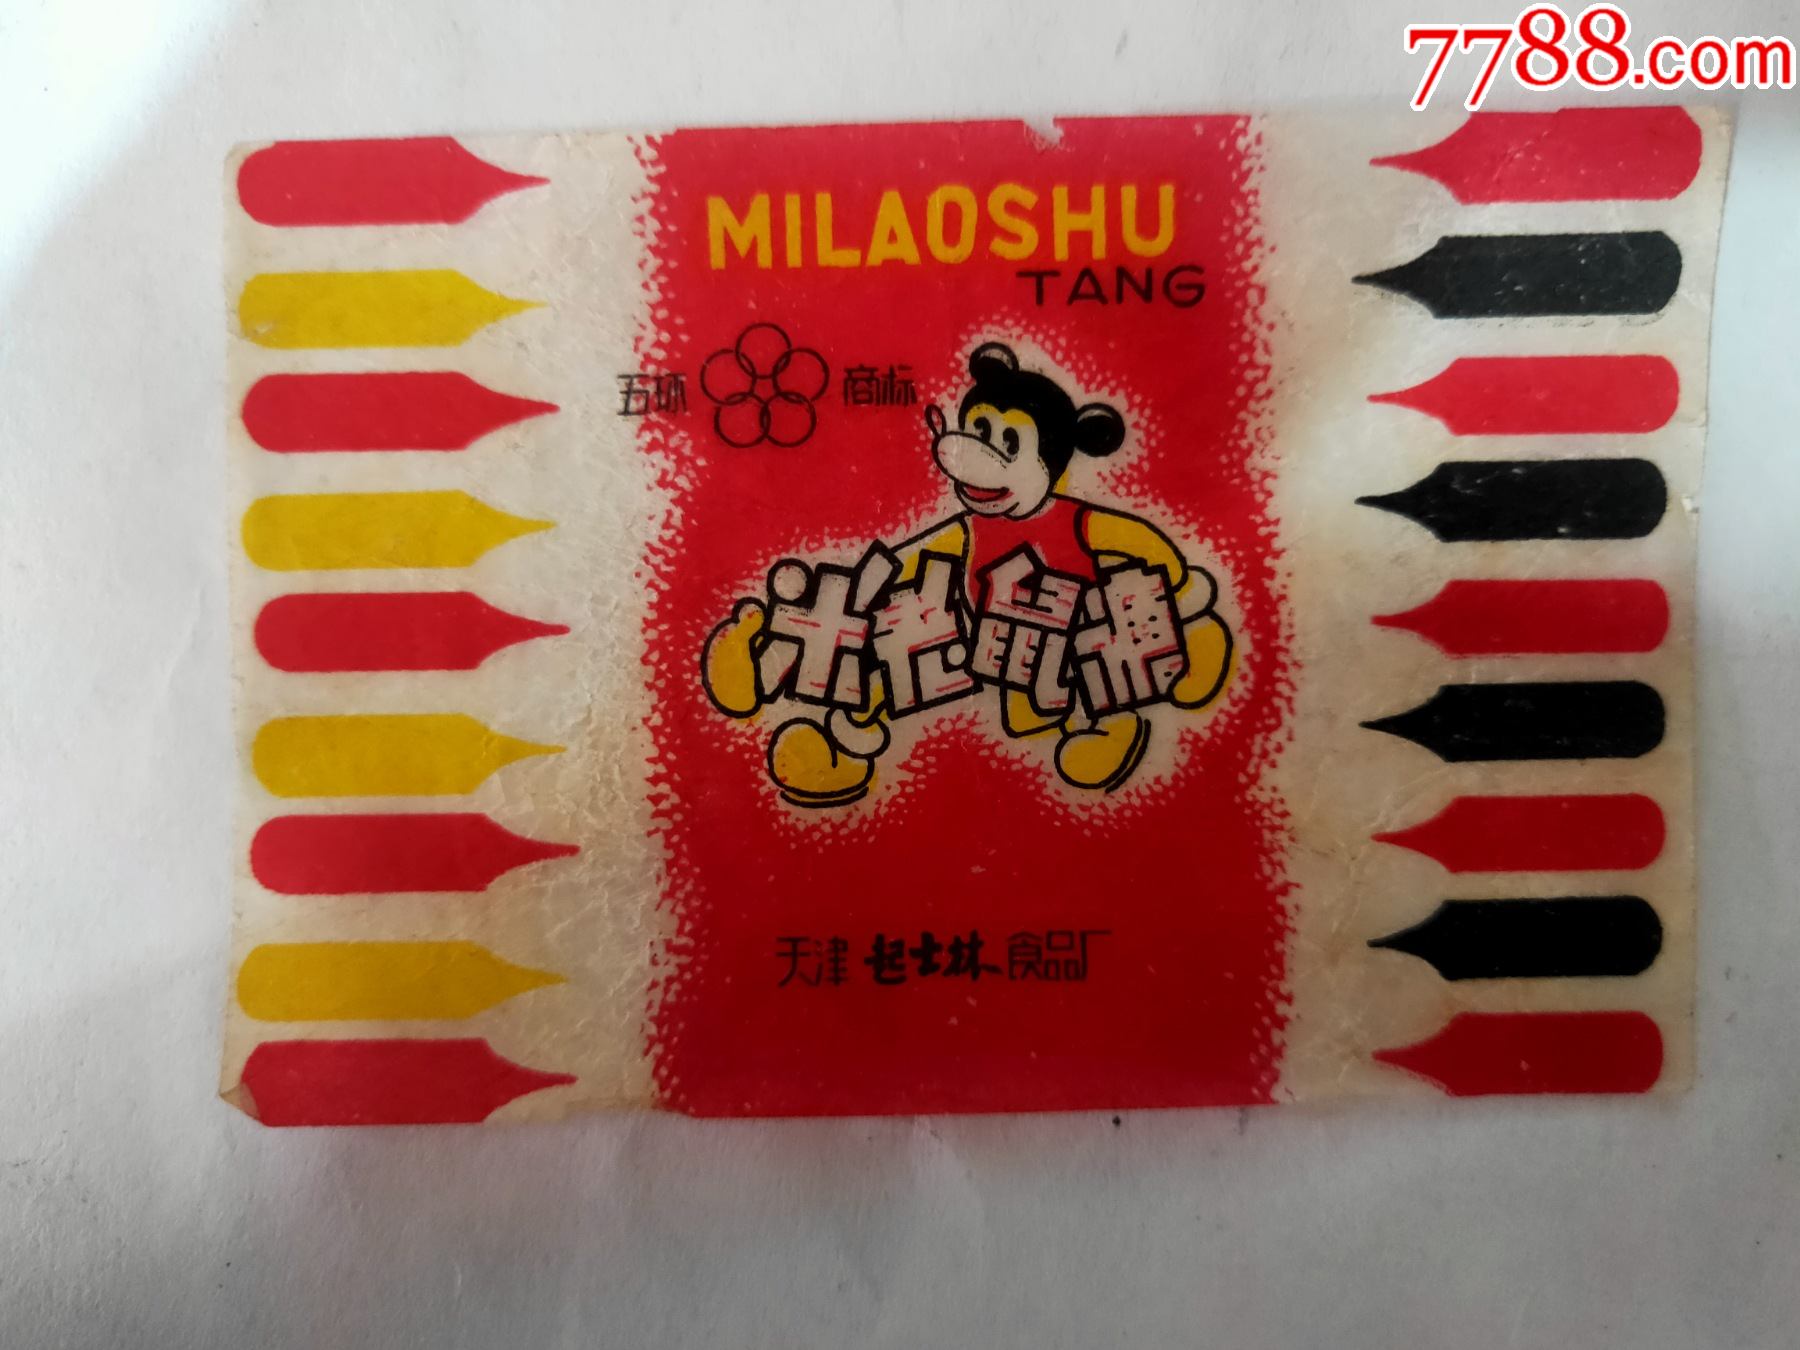 7788.com
MILAOSHU
TANG
五环 商标
米老鼠糖
天津起士林食品厂